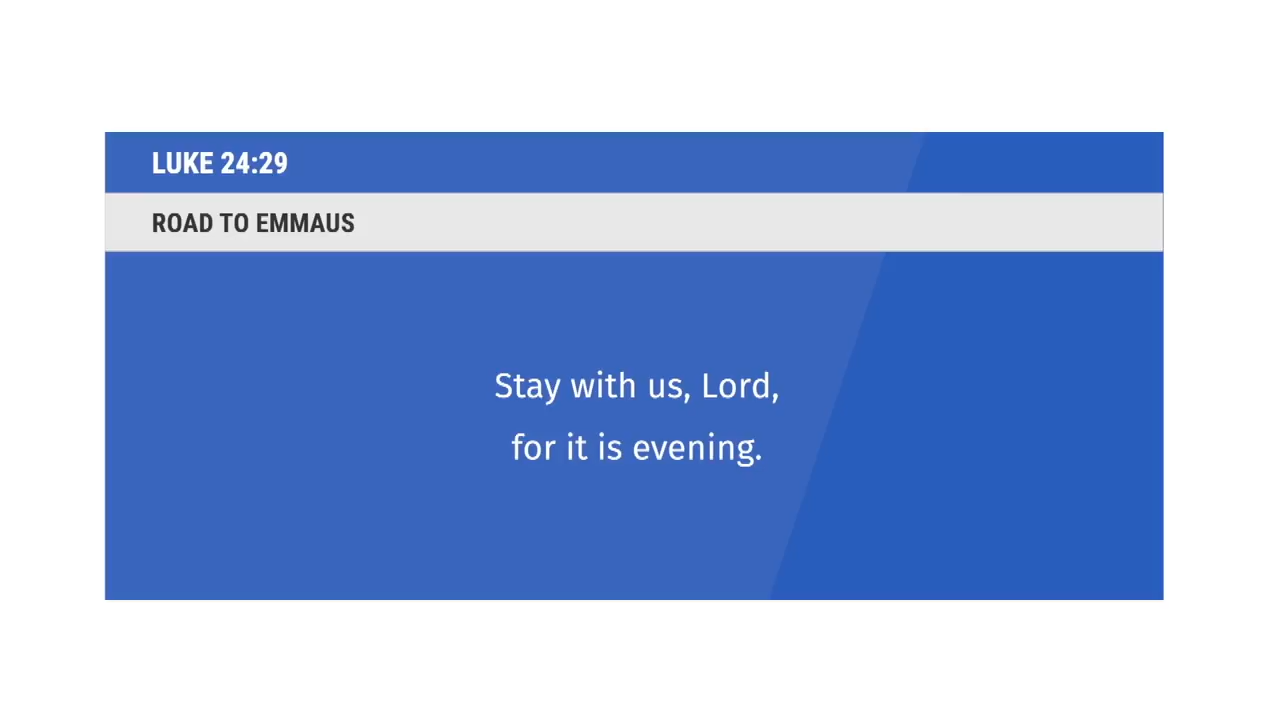 LUKE 24:29
ROAD TO EMMAUS
Stay with us, Lord,
for it is evening.